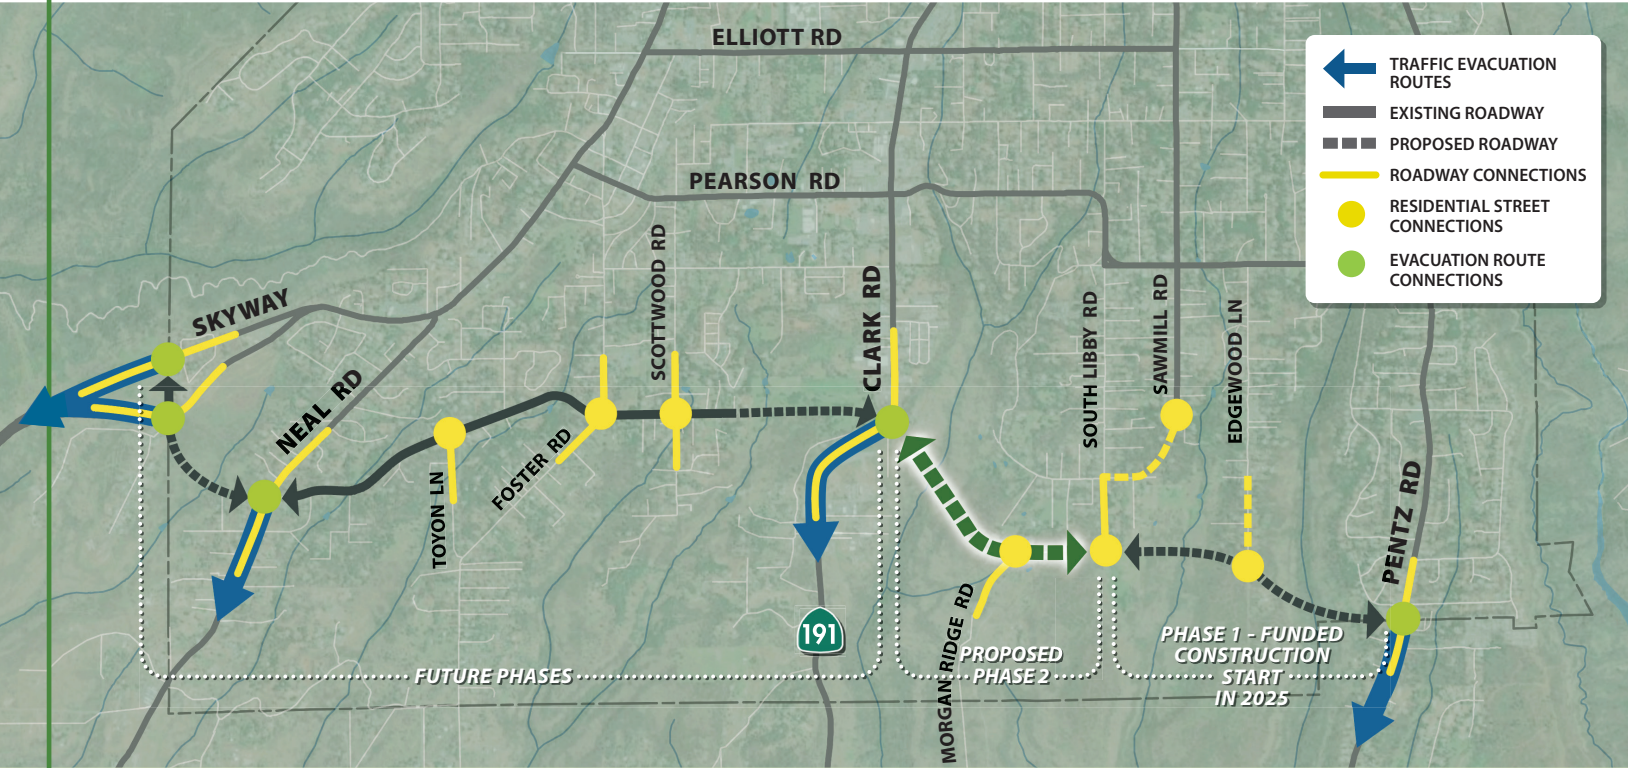 ELLIOTT RD
TRAFFIC EVACUATION
ROUTES
EXISTING ROADWAY
PROPOSED ROADWAY
ROADWAY CONNECTIONS
RESIDENTIAL STREET
CONNECTIONS
EVACUATION ROUTE
CONNECTIONS
PEARSON RD
SKYWAY
NEAL RD
TOYON LN
FOSTER RD
SCOTTWOOD RD
CLARK RD
SOUTH LIBBY RD
SAWMILL RD
EDGEWOOD LN
PENTZ RD
MORGAN RIDGE RD
191
FUTURE PHASES
PROPOSED
PHASE 2
PHASE 1 - FUNDED
CONSTRUCTION
START
IN 2025